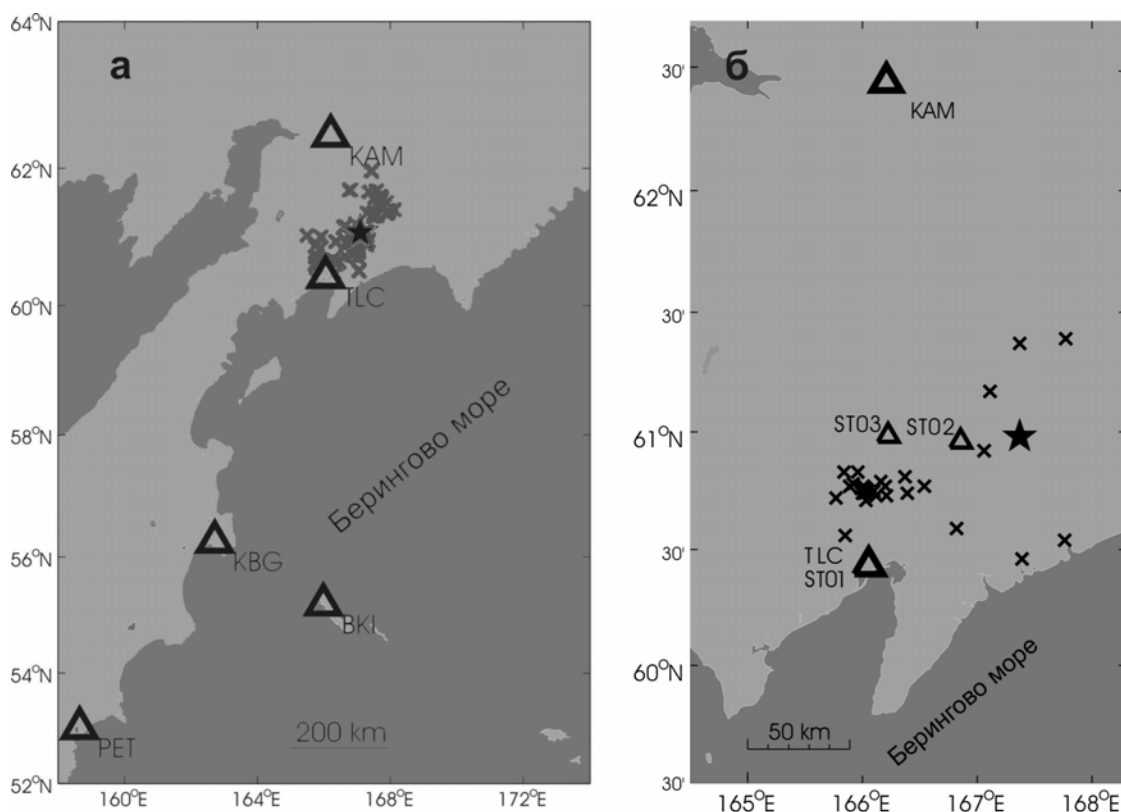 64°N
а
KAM
62°N
TLC
60°N
Берингово море
58°N
KBG
56°N
BKI
54°N
200 km
PET
52°N
160°E
164°E
168°E
172°E
б
30'
KAM
62°N
30'
ST03
ST02
61°N
30'
TLC
ST01
60°N
Берингово море
50 km
30'
165°E
166°E
167°E
168°E